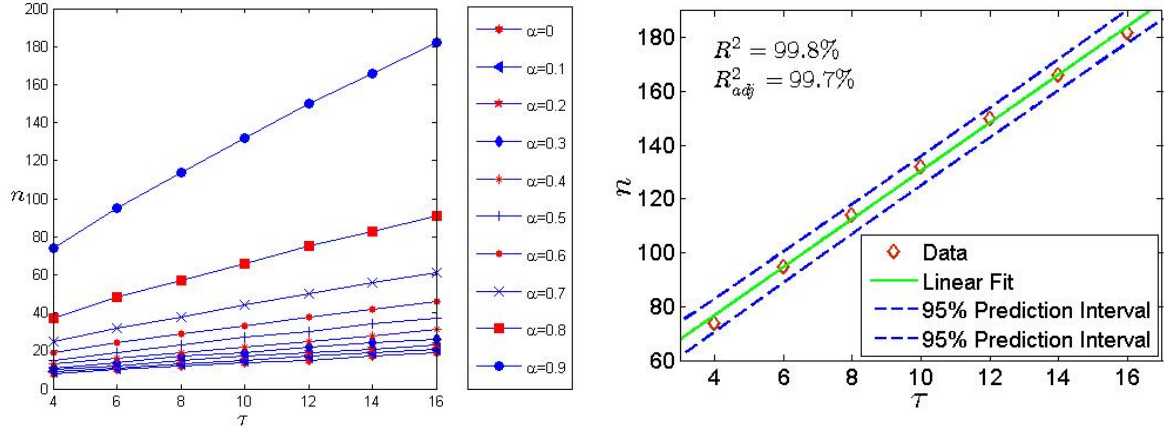 200
180
160
140
120
n 100
80
60
40
20
0
4 6 8 10 12 14 16
τ
α=0
α=0.1
α=0.2
α=0.3
α=0.4
α=0.5
α=0.6
α=0.7
α=0.8
α=0.9
R² = 99.8%
R²adj = 99.7%
180
160
140
n
120
100
80
60
4 6 8 10 12 14 16
τ
Data
Linear Fit
95% Prediction Interval
95% Prediction Interval